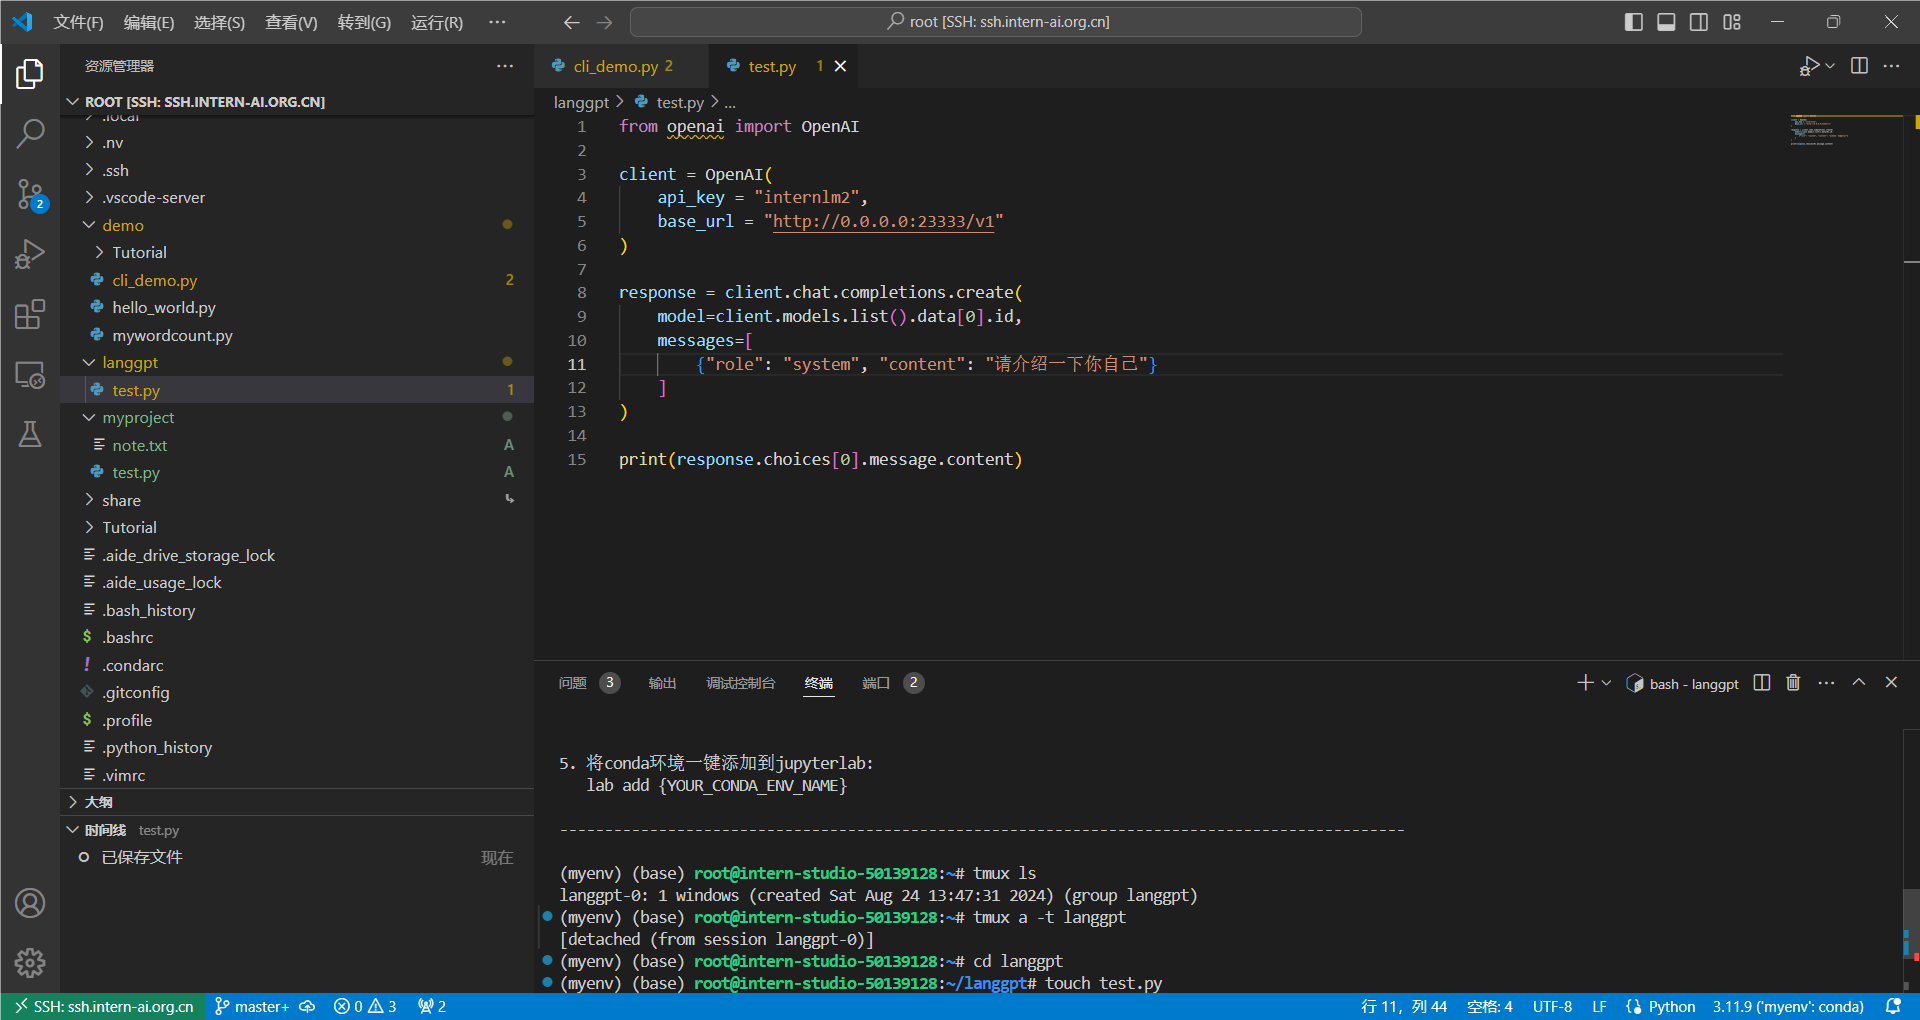 文件(F) 编辑(E) 选择(S) 查看(V) 转到(G) 运行(R) ···
root [SSH: ssh.intern-ai.org.cn]
资源管理器
ROOT [SSH: SSH.INTERN-AI.ORG.CN]
.local
.nv
.ssh
.vscode-server
demo
Tutorial
cli_demo.py 2
hello_world.py
mywordcount.py
langgpt
test.py 1
myproject
note.txt A
test.py A
share
Tutorial
.aide_drive_storage_lock
.aide_usage_lock
.bash_history
$ .bashrc
! .condarc
.gitconfig
$ .profile
.python_history
.vimrc
大纲
时间线 test.py
已保存文件 现在
2
cli_demo.py 2
test.py 1
langgpt > test.py > ...
1 from openai import OpenAI
2
3 client = OpenAI(
4 api_key = "internlm2",
5 base_url = "http://0.0.0.0:23333/v1"
6 )
7
8 response = client.chat.completions.create(
9 model=client.models.list().data[0].id,
10 messages=[
11 {"role": "system", "content": "请介绍一下你自己"}
12 ]
13 )
14
15 print(response.choices[0].message.content)
问题 3 输出 调试控制台 终端 端口 2
bash - langgpt
5. 将conda环境一键添加到jupyterlab:
lab add {YOUR_CONDA_ENV_NAME}
----------------------------------------------------------------------------------------------
(myenv) (base) root@intern-studio-50139128:~# tmux ls
langgpt-0: 1 windows (created Sat Aug 24 13:47:31 2024) (group langgpt)
(myenv) (base) root@intern-studio-50139128:~# tmux a -t langgpt
[detached (from session langgpt-0)]
(myenv) (base) root@intern-studio-50139128:~# cd langgpt
(myenv) (base) root@intern-studio-50139128:~/langgpt# touch test.py
SSH: ssh.intern-ai.org.cn master+ 0 3 2 行 11，列 44 空格: 4 UTF-8 LF Python 3.11.9 ('myenv': conda)